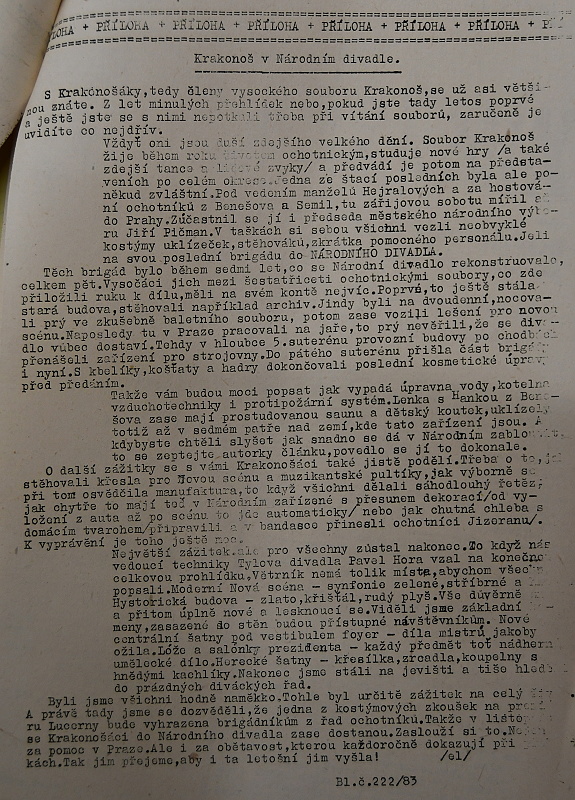 PŘÍLOHA + PŘÍLOHA + PŘÍLOHA + PŘÍLOHA + PŘÍLOHA + PŘÍLOHA +
Krakonoš v Národním divadle.
S Krakonošáky,tedy členy vysockého souboru Krakonoš,se už asi větši-
nou znáte. Z let minulých přehlídek nebo,pokud jste tady letos poprvé
a ještě jste se s nimi nepotkali třeba při vítání souborů, zaručeně je
uvidíte co nejdřív.
Vždyť oni jsou duší zdejšího velkého dění. Soubor Krakonoš
žije během roku životem ochotnickým,studuje nové hry /a také
zdejší tance a lidové zvyky/ a předvádí je potom na předsta-
veních po celém okrese.Jedna ze štací posledních byla ale po-
někud zvláštní.Pod vedením manželů Hejralových a za hostová-
ní ochotníků z Benešova a Semil,tu zářijovou sobotu mířil
do Prahy.Zúčastnil se jí i předseda městského národního výbo-
ru Jiří Pičman.V taškách si sebou všichni vezli neobvyklé
kostýmy uklízeček,stěhováků,zkrátka pomocného personálu.Jeli
na svou poslední brigádu do NÁRODNÍHO DIVADLA.
Těch brigád bylo během sedmi let,co se Národní divadlo rekonstruovalo,
celkem pět.Vysočáci jich mezi šestatřiceti ochotnickými soubory,co zde
přiložili ruku k dílu,měli na svém kontě nejvíc.Poprvé,to ještě stála
stará budova,stěhovali například archiv.Jindy byli na dvoudenní,nocova-
li prý ve zkušebně baletního souboru, potom zase vozili lešení pro novou
scénu.Naposledy tu v Praze pracovali na jaře,to prý nevěřili,že se diva-
dlo vůbec dostaví.Tehdy v hloubce 5.suterénu provozní budovy po chodbách
přenášeli zařízení pro strojovny.Do pátého suterénu přišla část brigády
i nyní.S kbelíky,košťaty a hadry dokončovali poslední kosmetické úpravy
před předáním.
Takže vám budou moci popsat jak vypadá úpravna vody,kotelna
vzduchotechniky i protipožární systém.Lenka s Hankou z Bene-
šova zase mají prostudovanou saunu a dětský koutek,uklízely
totiž až v sedmém patře nad zemí,kde tato zařízení jsou. A
kdybyste chtěli slyšet jak snadno se dá v Národním zabloudit,
to se zeptejte autorky článku,povedlo se jí to dokonale.
O další zážitky se s vámi Krakonošáci také jistě podělí.Třeba o to,jak
stěhovali křesla pro Novou scénu a muzikantské pultíky,jak výborně se
při tom osvědčila manufaktura,to když všichni dělali sáhodlouhý řetěz,
jak chytře to mají teď v Národním zařízené s přesunem dekorací/od vy-
ložení z auta až po scénu to jde automaticky/ nebo jak chutná chleba s
domácím tvarohem/připravili a v bandasce přinesli ochotníci Jizeranu/.
K vyprávění je toho ještě moc.
Největší zážitek ale pro všechny zůstal nakonec.To když nás
vedoucí techniky Tylova divadla Pavel Hora vzal na konečnou
celkovou prohlídku.Větrník nemá tolik místa,abychom všechno
popsali.Moderní Nová scéna – synfonie zelené,stříbrné a
Hystorická budova – zlato,křišťál,rudý plyš.Vše důvěrně
a přitom úplně nové a lesknoucí se.Viděli jsme základní
meny,zasazené do stěn budou přístupné návštěvníkům. Nové
centrální šatny pod vestibulem foyer – díla mistrů jakoby
ožila.Lóže a salónky prezidenta – každý předmět toť nádherné
umělecké dílo.Herecké šatny – křesílka,zrcadla,koupelny s
hnědými kachlíky.Nakonec jsme stáli na jevišti a tiše hleděli
do prázdných diváckých řad.
Byli jsme všichni hodně naměkko.Tohle byl určitě zážitek na celý
A právě tady jsme se dozvěděli,že jedna z kostýmových zkoušek na premié-
ru Lucerny bude vyhrazena brigádníkům z řad ochotníků.Takže v listopadu
se Krakonošáci do Národního divadla zase dostanou.Zaslouží si to.Nejen
za pomoc v Praze.Ale i za obětavost,kterou každoročně dokazují při
kách.Tak jim přejeme,aby i ta letošní jim vyšla! /el/
Bl.č.222/83